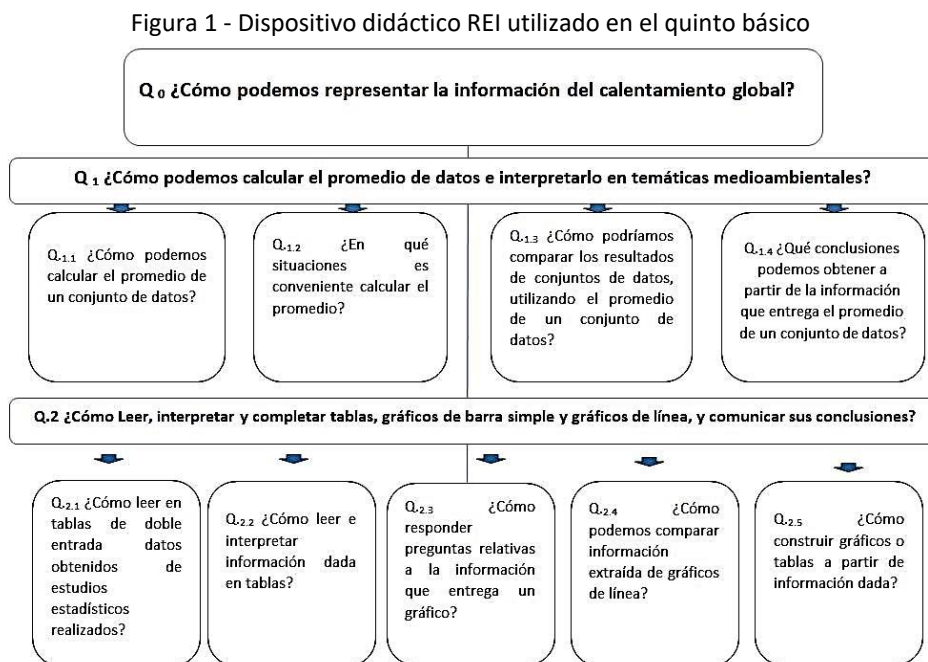 Figura 1 - Dispositivo didáctico REI utilizado en el quinto básico
Q 0 ¿Cómo podemos representar la información del calentamiento global?
Q 1 ¿Cómo podemos calcular el promedio de datos e interpretarlo en temáticas medioambientales?
Q.1.1 ¿Cómo podemos
calcular el promedio de
un conjunto de datos?
Q.1.2 ¿En qué
situaciones es
conveniente calcular el
promedio?
Q.1.3 ¿Cómo podríamos
comparar los resultados
de conjuntos de datos,
utilizando el promedio
de un conjunto de
datos?
Q.1.4 ¿Qué conclusiones
podemos obtener a
partir de la información
que entrega el promedio
de un conjunto de datos?
Q.2 ¿Cómo Leer, interpretar y completar tablas, gráficos de barra simple y gráficos de línea, y comunicar sus conclusiones?
Q.2.1 ¿Cómo leer en
tablas de doble
entrada datos
obtenidos de
estudios
estadísticos
realizados?
Q.2.2 ¿Cómo leer e
interpretar
información dada
en tablas?
Q.2.3 ¿Cómo
responder
preguntas relativas
a la información
que entrega un
gráfico?
Q.2.4 ¿Cómo
podemos comparar
información
extraída de gráficos
de línea?
Q.2.5 ¿Cómo
construir gráficos o
tablas a partir de
información dada?